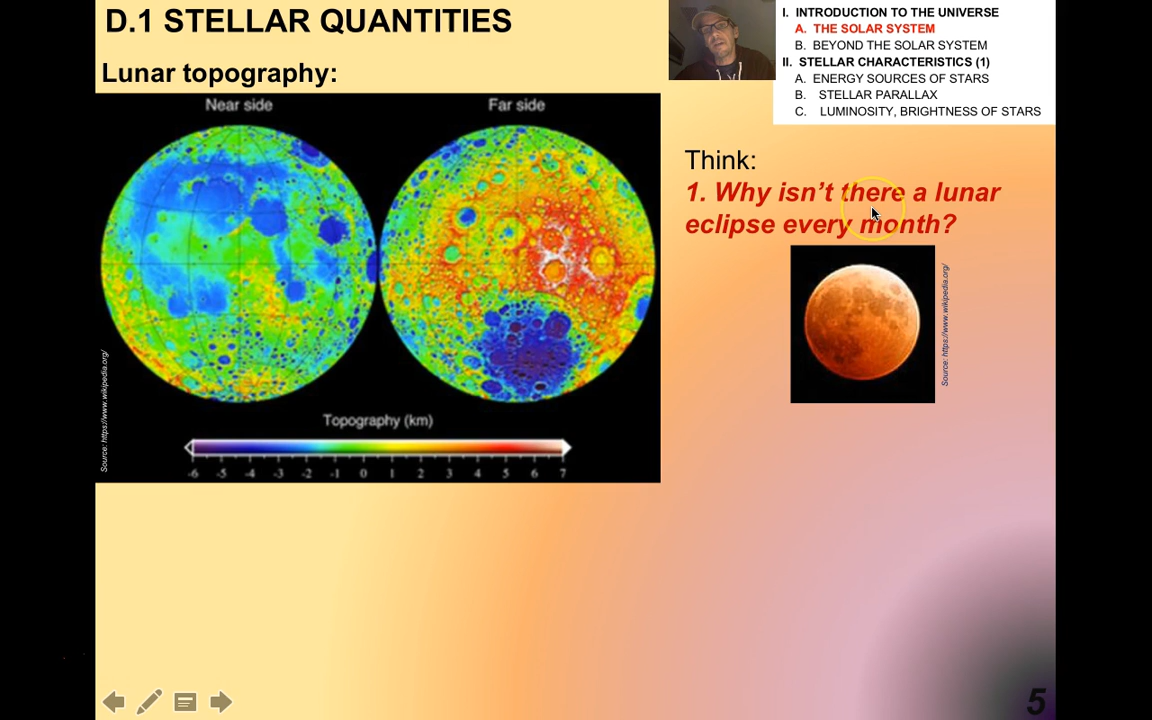 D.1 STELLAR QUANTITIES
I. INTRODUCTION TO THE UNIVERSE
A. THE SOLAR SYSTEM
B. BEYOND THE SOLAR SYSTEM
II. STELLAR CHARACTERISTICS (1)
A. ENERGY SOURCES OF STARS
B. STELLAR PARALLAX
C. LUMINOSITY, BRIGHTNESS OF STARS
Lunar topography:
Near side
Far side
Topography (km)
-6 -5 -4 -3 -2 -1 0 1 2 3 4 5 6 7
Source: https://www.wikipedia.org/
Think:
1. Why isn’t there a lunar
eclipse every month?
Source: https://www.wikipedia.org/
5